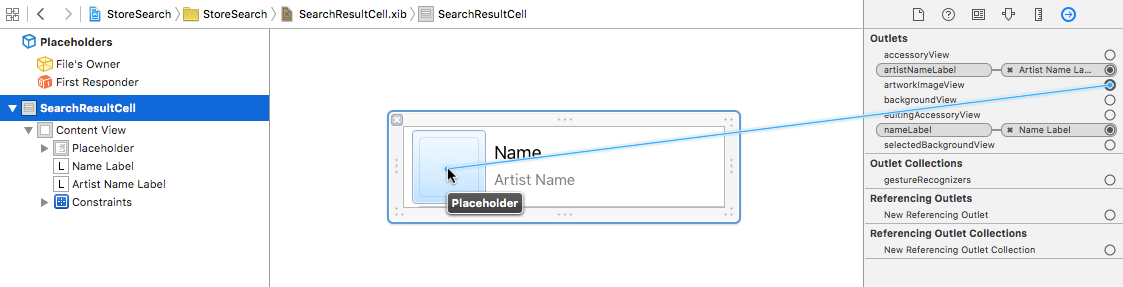 StoreSearch StoreSearch SearchResultCell.xib SearchResultCell
Placeholders
File's Owner
First Responder
SearchResultCell
Content View
Placeholder
L Name Label
L Artist Name Label
Constraints
Name
Artist Name
Placeholder
Outlets
accessoryView
artistNameLabel Artist Name La...
artworkImageView
backgroundView
editingAccessoryView
nameLabel Name Label
selectedBackgroundView
Outlet Collections
gestureRecognizers
Referencing Outlets
New Referencing Outlet
Referencing Outlet Collections
New Referencing Outlet Collection